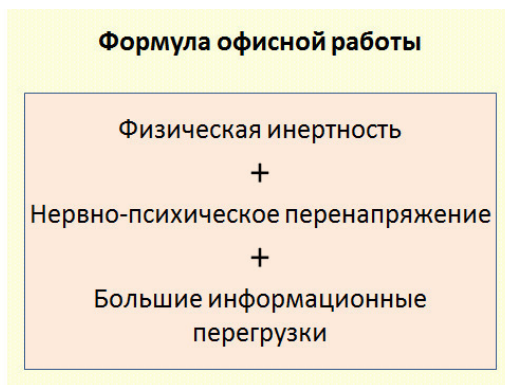 Формула офисной работы
Физическая инертность
+
Нервно-психическое перенапряжение
+
Большие информационные
перегрузки